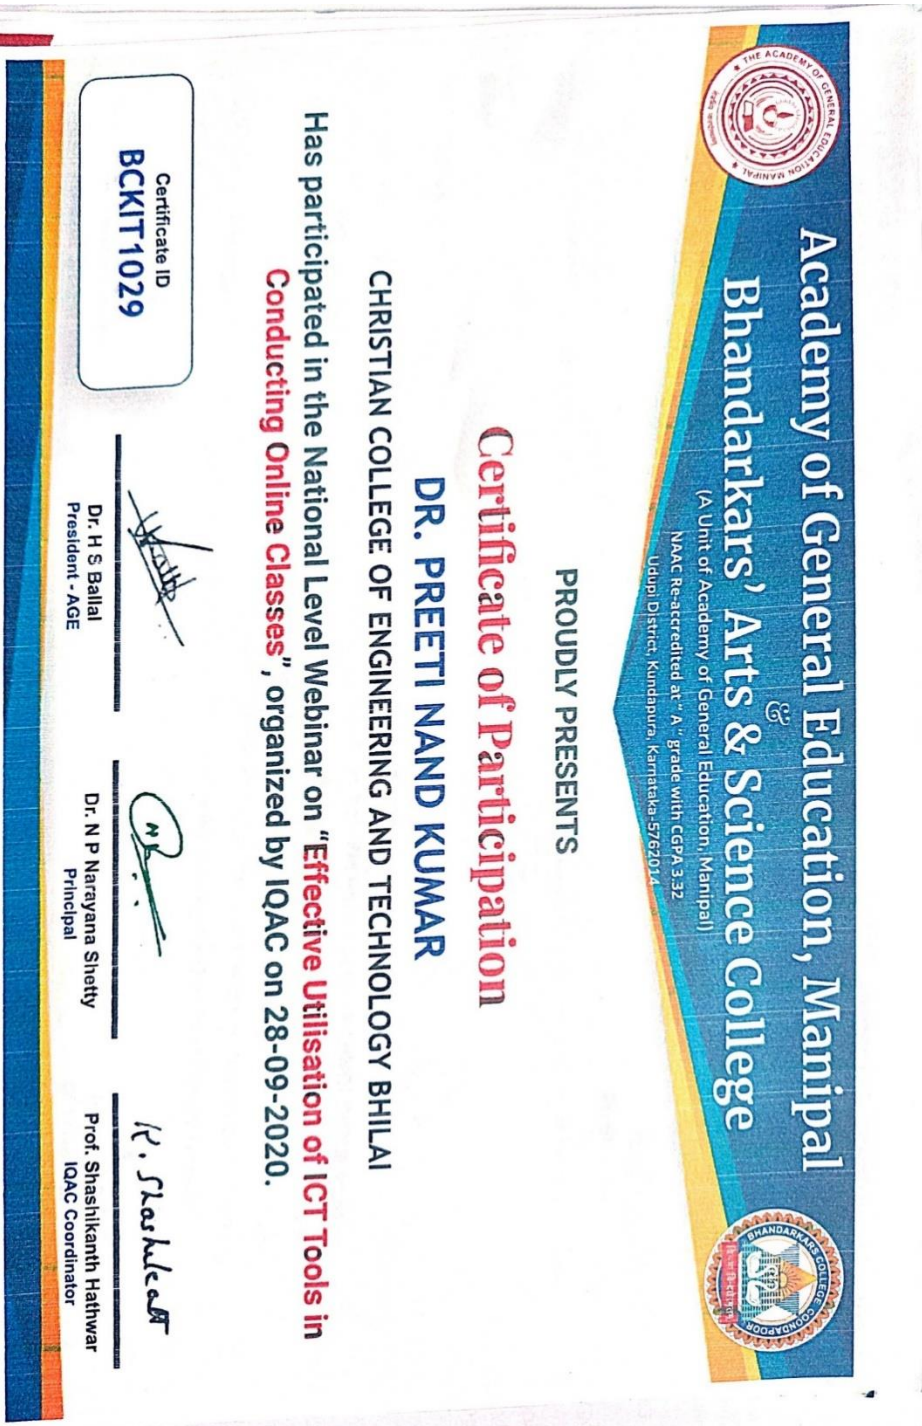 THE ACADEMY OF GENERAL EDUCATION MANIPAL
Academy of General Education, Manipal
&
Bhandarkars' Arts & Science College
(A Unit of Academy of General Education, Manipal)
NAAC Re-accredited at " A " grade with CGPA 3.32
Udupi District, Kundapura, Karnataka-5762014
BHANDARKARS COLLEGE COONDAPOOR
PROUDLY PRESENTS
Certificate of Participation
DR. PREETI NAND KUMAR
CHRISTIAN COLLEGE OF ENGINEERING AND TECHNOLOGY BHILAI
Has participated in the National Level Webinar on "Effective Utilisation of ICT Tools in
Conducting Online Classes", organized by IQAC on 28-09-2020.
Certificate ID
BCKIT1029
Dr. H S Ballal
President - AGE
Dr. N P Narayana Shetty
Principal
K. Shashikant
Prof. Shashikanth Hathwar
IQAC Coordinator